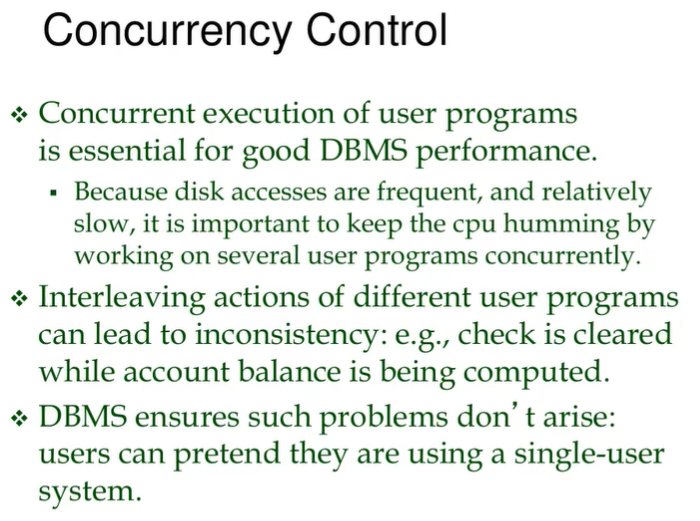 Concurrency Control
❖ Concurrent execution of user programs
is essential for good DBMS performance.
▪ Because disk accesses are frequent, and relatively
slow, it is important to keep the cpu humming by
working on several user programs concurrently.
❖ Interleaving actions of different user programs
can lead to inconsistency: e.g., check is cleared
while account balance is being computed.
❖ DBMS ensures such problems don’t arise:
users can pretend they are using a single-user
system.